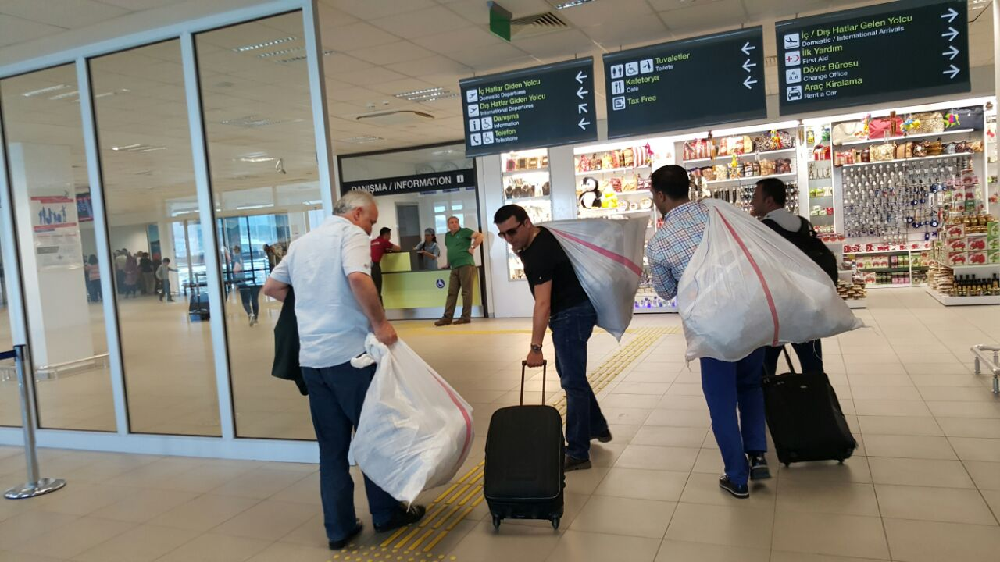 İç Hatlar Giden Yolcu
Domestic Departures
Dış Hatlar Giden Yolcu
International Departures
Danışma
Information
Telefon
Telephone
Tuvaletler
Toilets
Kafeterya
Cafe
Tax Free
İç / Dış Hatlar Gelen Yolcu
Domestic / International Arrivals
İlk Yardım
First Aid
Döviz Bürosu
Change Office
Araç Kiralama
Rent a Car
DANIŞMA / INFORMATION